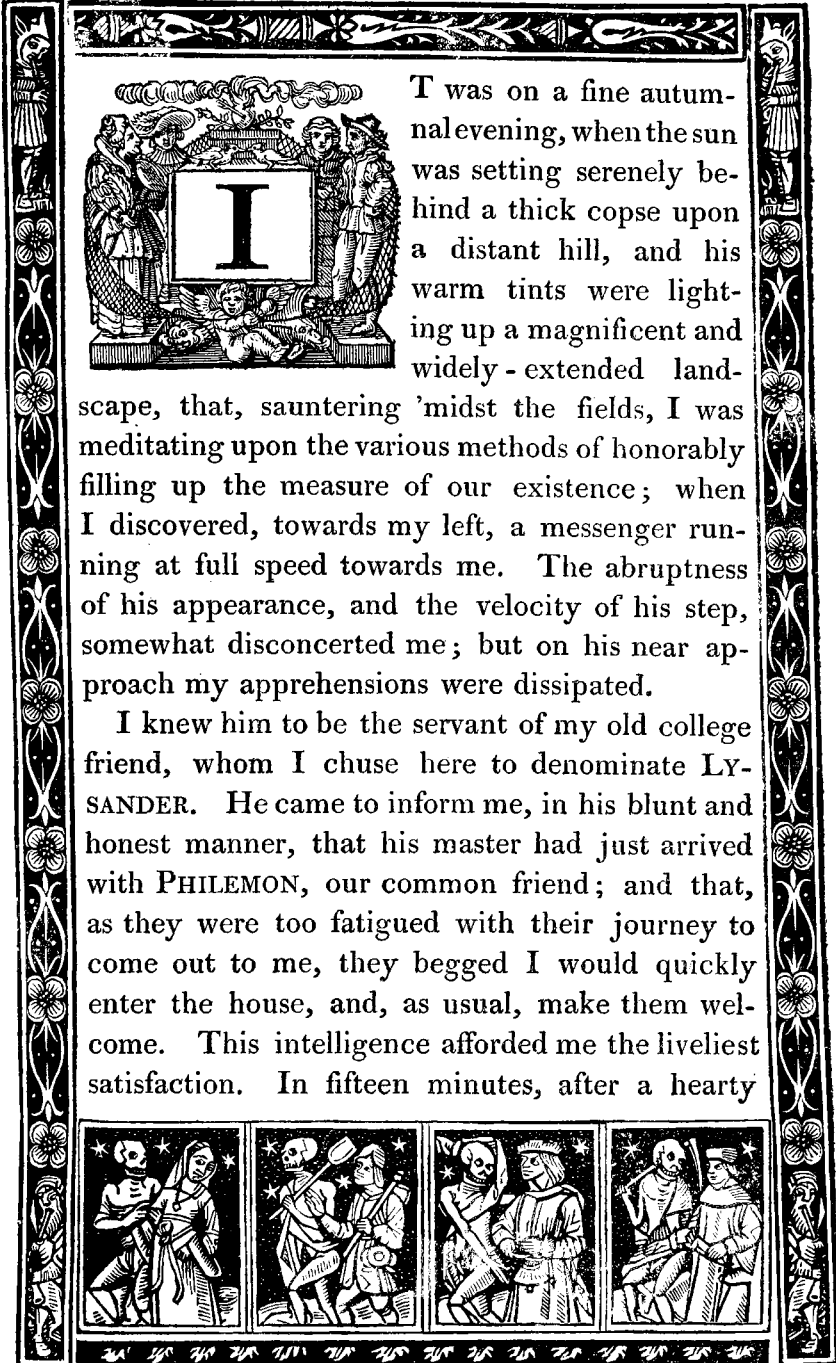 IT was on a fine autum-
nal evening, when the sun
was setting serenely be-
hind a thick copse upon
a distant hill, and his
warm tints were light-
ing up a magnificent and
widely - extended land-
scape, that, sauntering 'midst the fields, I was
meditating upon the various methods of honorably
filling up the measure of our existence; when
I discovered, towards my left, a messenger run-
ning at full speed towards me. The abruptness
of his appearance, and the velocity of his step,
somewhat disconcerted me; but on his near ap-
proach my apprehensions were dissipated.
I knew him to be the servant of my old college
friend, whom I chuse here to denominate LY-
SANDER. He came to inform me, in his blunt and
honest manner, that his master had just arrived
with PHILEMON, our common friend; and that,
as they were too fatigued with their journey to
come out to me, they begged I would quickly
enter the house, and, as usual, make them wel-
come. This intelligence afforded me the liveliest
satisfaction. In fifteen minutes, after a hearty